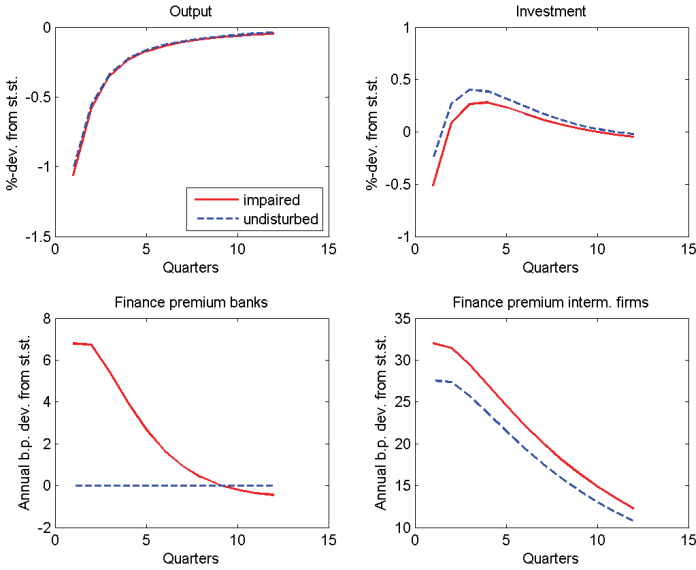 Output
%-dev. from st.st.
0
-0.5
-1
-1.5
impaired
undisturbed
0 5 10 15
Quarters
Investment
%-dev. from st.st.
1
0.5
0
-0.5
-1
0 5 10 15
Quarters
Finance premium banks
Annual b.p. dev. from st.st.
8
6
4
2
0
-2
0 5 10 15
Quarters
Finance premium interm. firms
Annual b.p. dev. from st.st.
35
30
25
20
15
10
0 5 10 15
Quarters